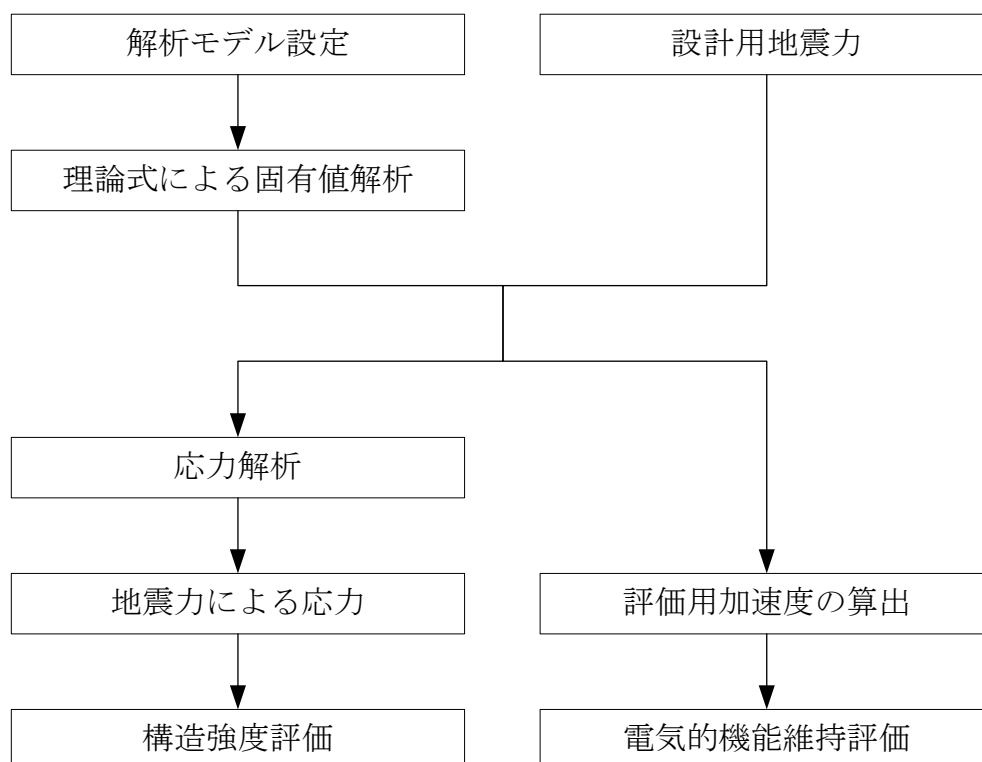 解析モデル設定
設計用地震力
理論式による固有値解析
応力解析
地震力による応力
評価用加速度の算出
構造強度評価
電気的機能維持評価